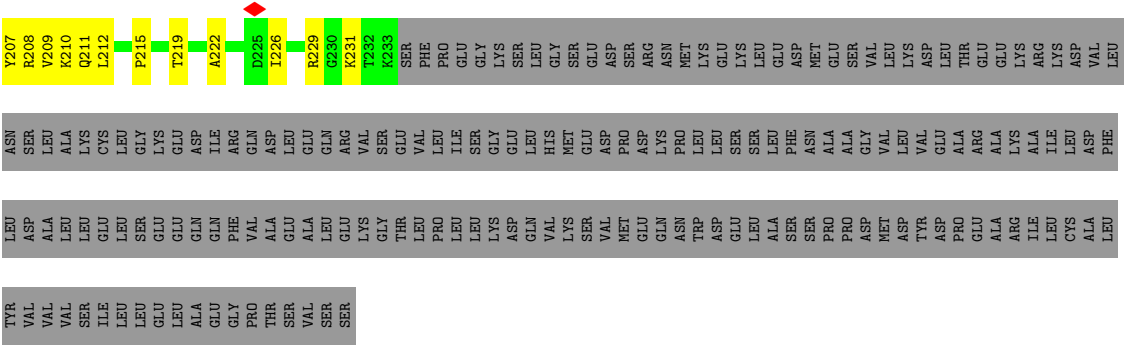 Y207 R208 V209 K210 Q211 L212 P215 T219 A222 D225 I226 R229 G230 K231 T232 K233 SER PHE PRO GLU GLY LYS SER LEU GLY SER GLU ASP SER ARG ASN MET LYS GLU LYS LEU GLU ASP MET GLU SER VAL LEU LYS ASP LEU THR GLU GLU LYS ARG LYS ASP VAL LEU
ASN SER LEU ALA LYS CYS LEU GLY LYS GLU ASP ILE ARG GLN ASP LEU GLU GLN ARG VAL SER GLU VAL LEU ILE SER GLY GLU LEU HIS MET GLU ASP PRO ASP LYS PRO LEU LEU SER SER LEU PHE ASN ALA ALA GLY VAL LEU VAL GLU ALA ARG ALA LYS ALA ILE LEU ASP PHE
LEU ASP ALA LEU LEU GLU LEU SER GLU GLU GLN GLN PHE VAL ALA GLU ALA LEU GLU LYS GLY THR LEU PRO LEU LEU LYS ASP GLN VAL LYS SER VAL MET GLU GLN ASN TRP ASP GLU LEU ALA SER SER PRO PRO ASP MET ASP TYR ASP PRO GLU ALA ARG ILE LEU CYS ALA LEU
TYR VAL VAL VAL SER ILE LEU LEU GLU LEU ALA GLU GLY PRO THR SER VAL SER SER